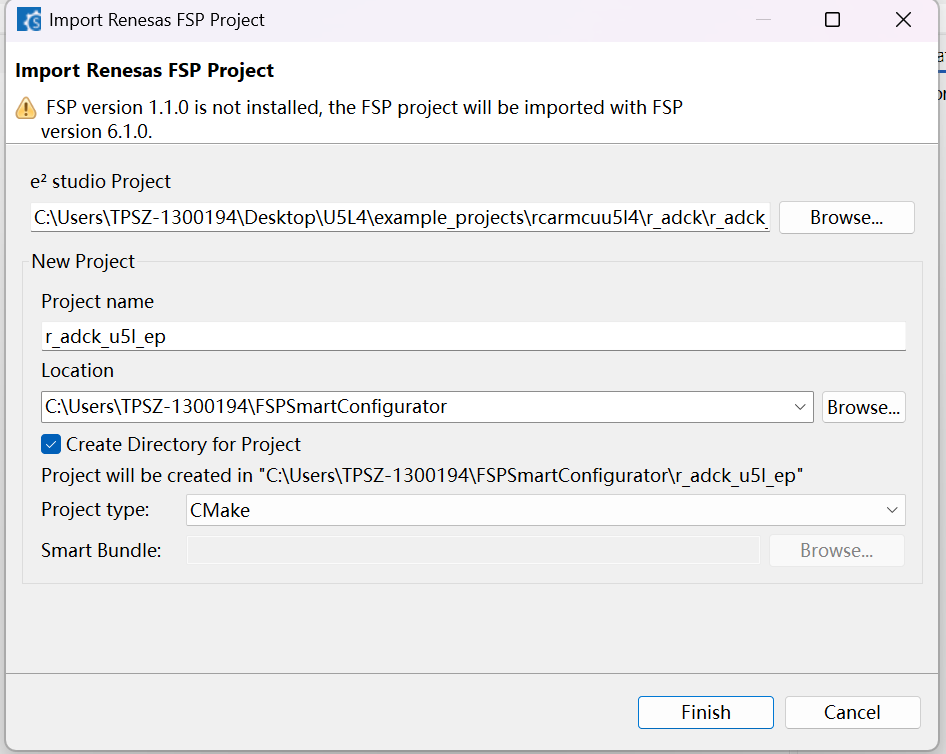 Import Renesas FSP Project
Import Renesas FSP Project
FSP version 1.1.0 is not installed, the FSP project will be imported with FSP
version 6.1.0.
e² studio Project
C:\Users\TPSZ-1300194\Desktop\U5L4\example_projects\rcarmcuu5l4\r_adck\r_adck_
Browse...
New Project
Project name
r_adck_u5l_ep
Location
C:\Users\TPSZ-1300194\FSPSmartConfigurator
Browse...
Create Directory for Project
Project will be created in "C:\Users\TPSZ-1300194\FSPSmartConfigurator\r_adck_u5l_ep"
Project type:
CMake
Smart Bundle:
Browse...
Finish
Cancel